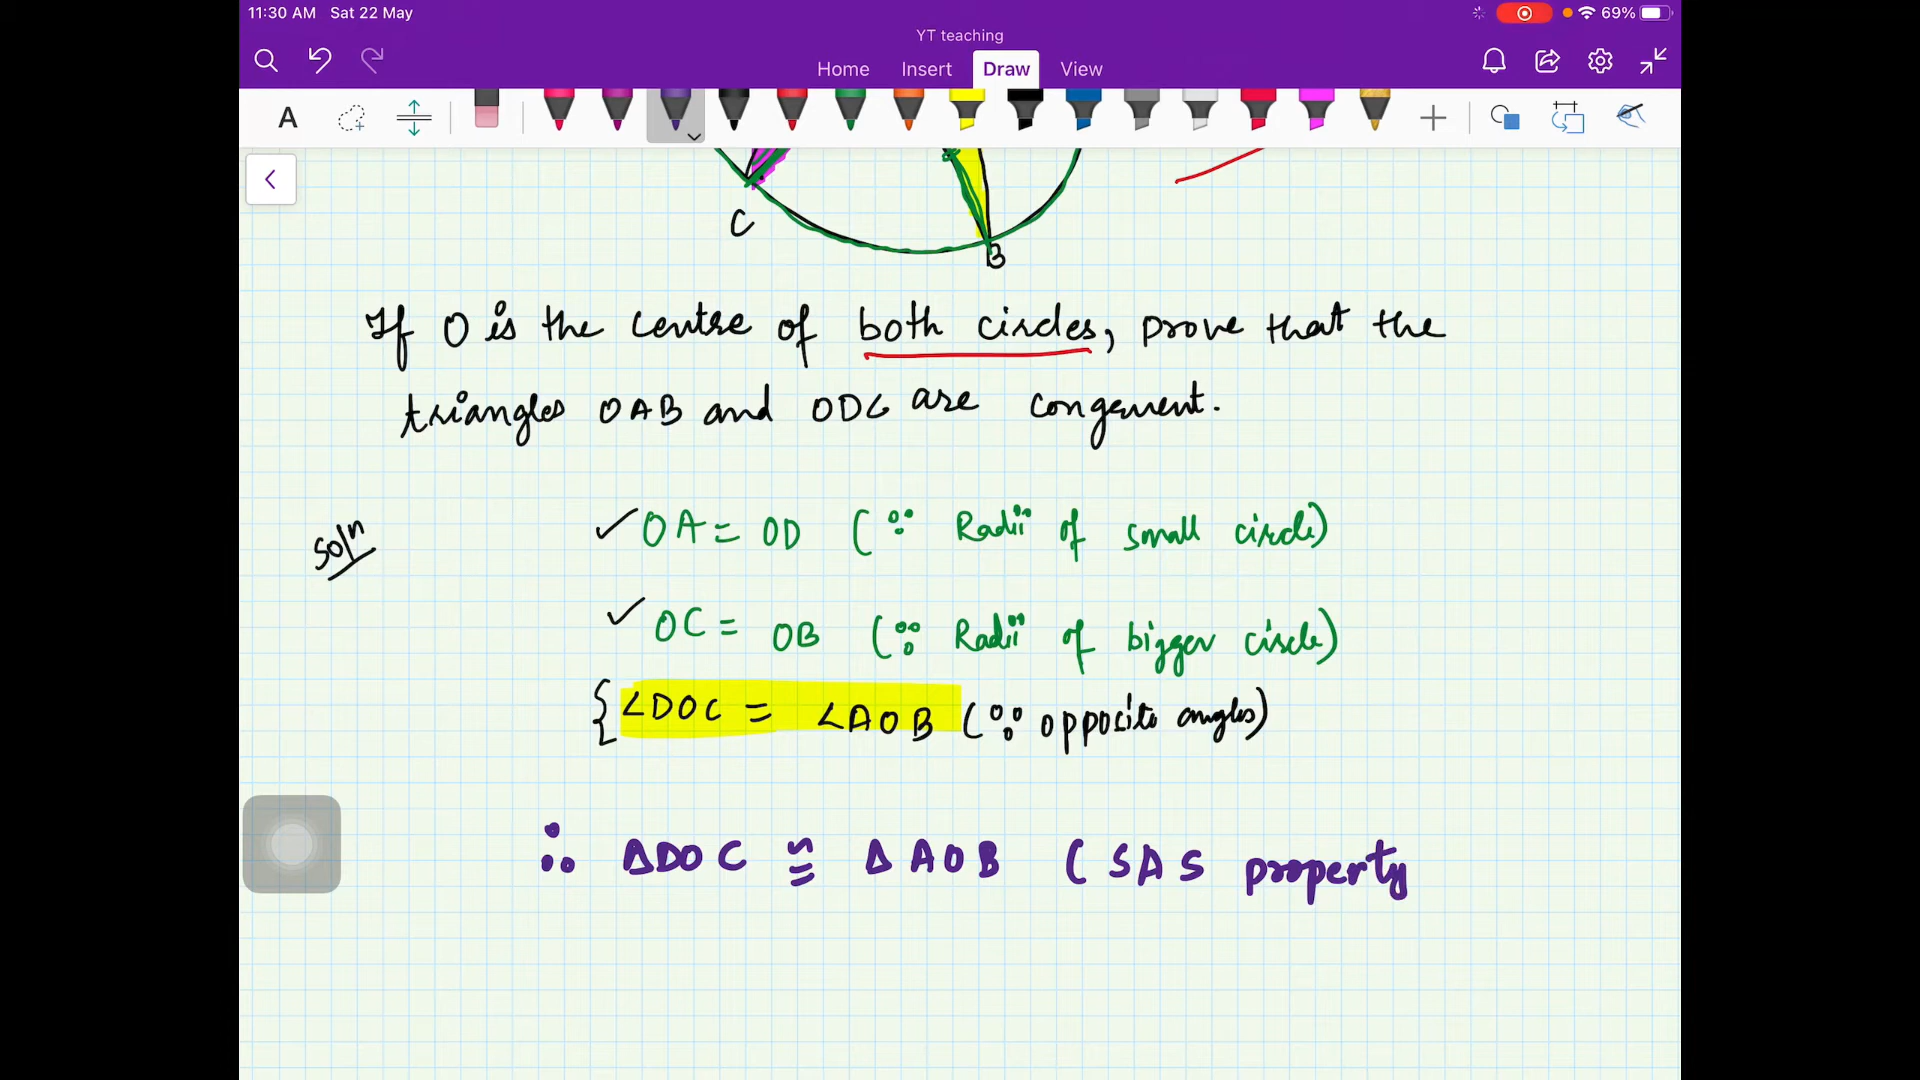 11:30 AM Sat 22 May
69%
YT teaching
Home Insert Draw View
A
C
B
If O is the centre of both circles, prove that the
triangles OAB and ODC are congruent.
Soln
✓ OA = OD (∵ Radii of small circle)
✓ OC = OB (∵ Radii of bigger circle)
{∠DOC = ∠AOB (∵ opposite angles)
∴ ΔDOC ≅ ΔAOB (SAS property